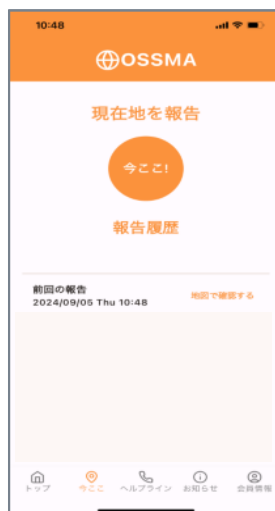 10:48
OSSMA
現在地を報告
今ここ!
報告履歴
前回の報告
2024/09/05 Thu 10:48
地図で確認する
トップ
今ここ
ヘルプライン
お知らせ
会員情報